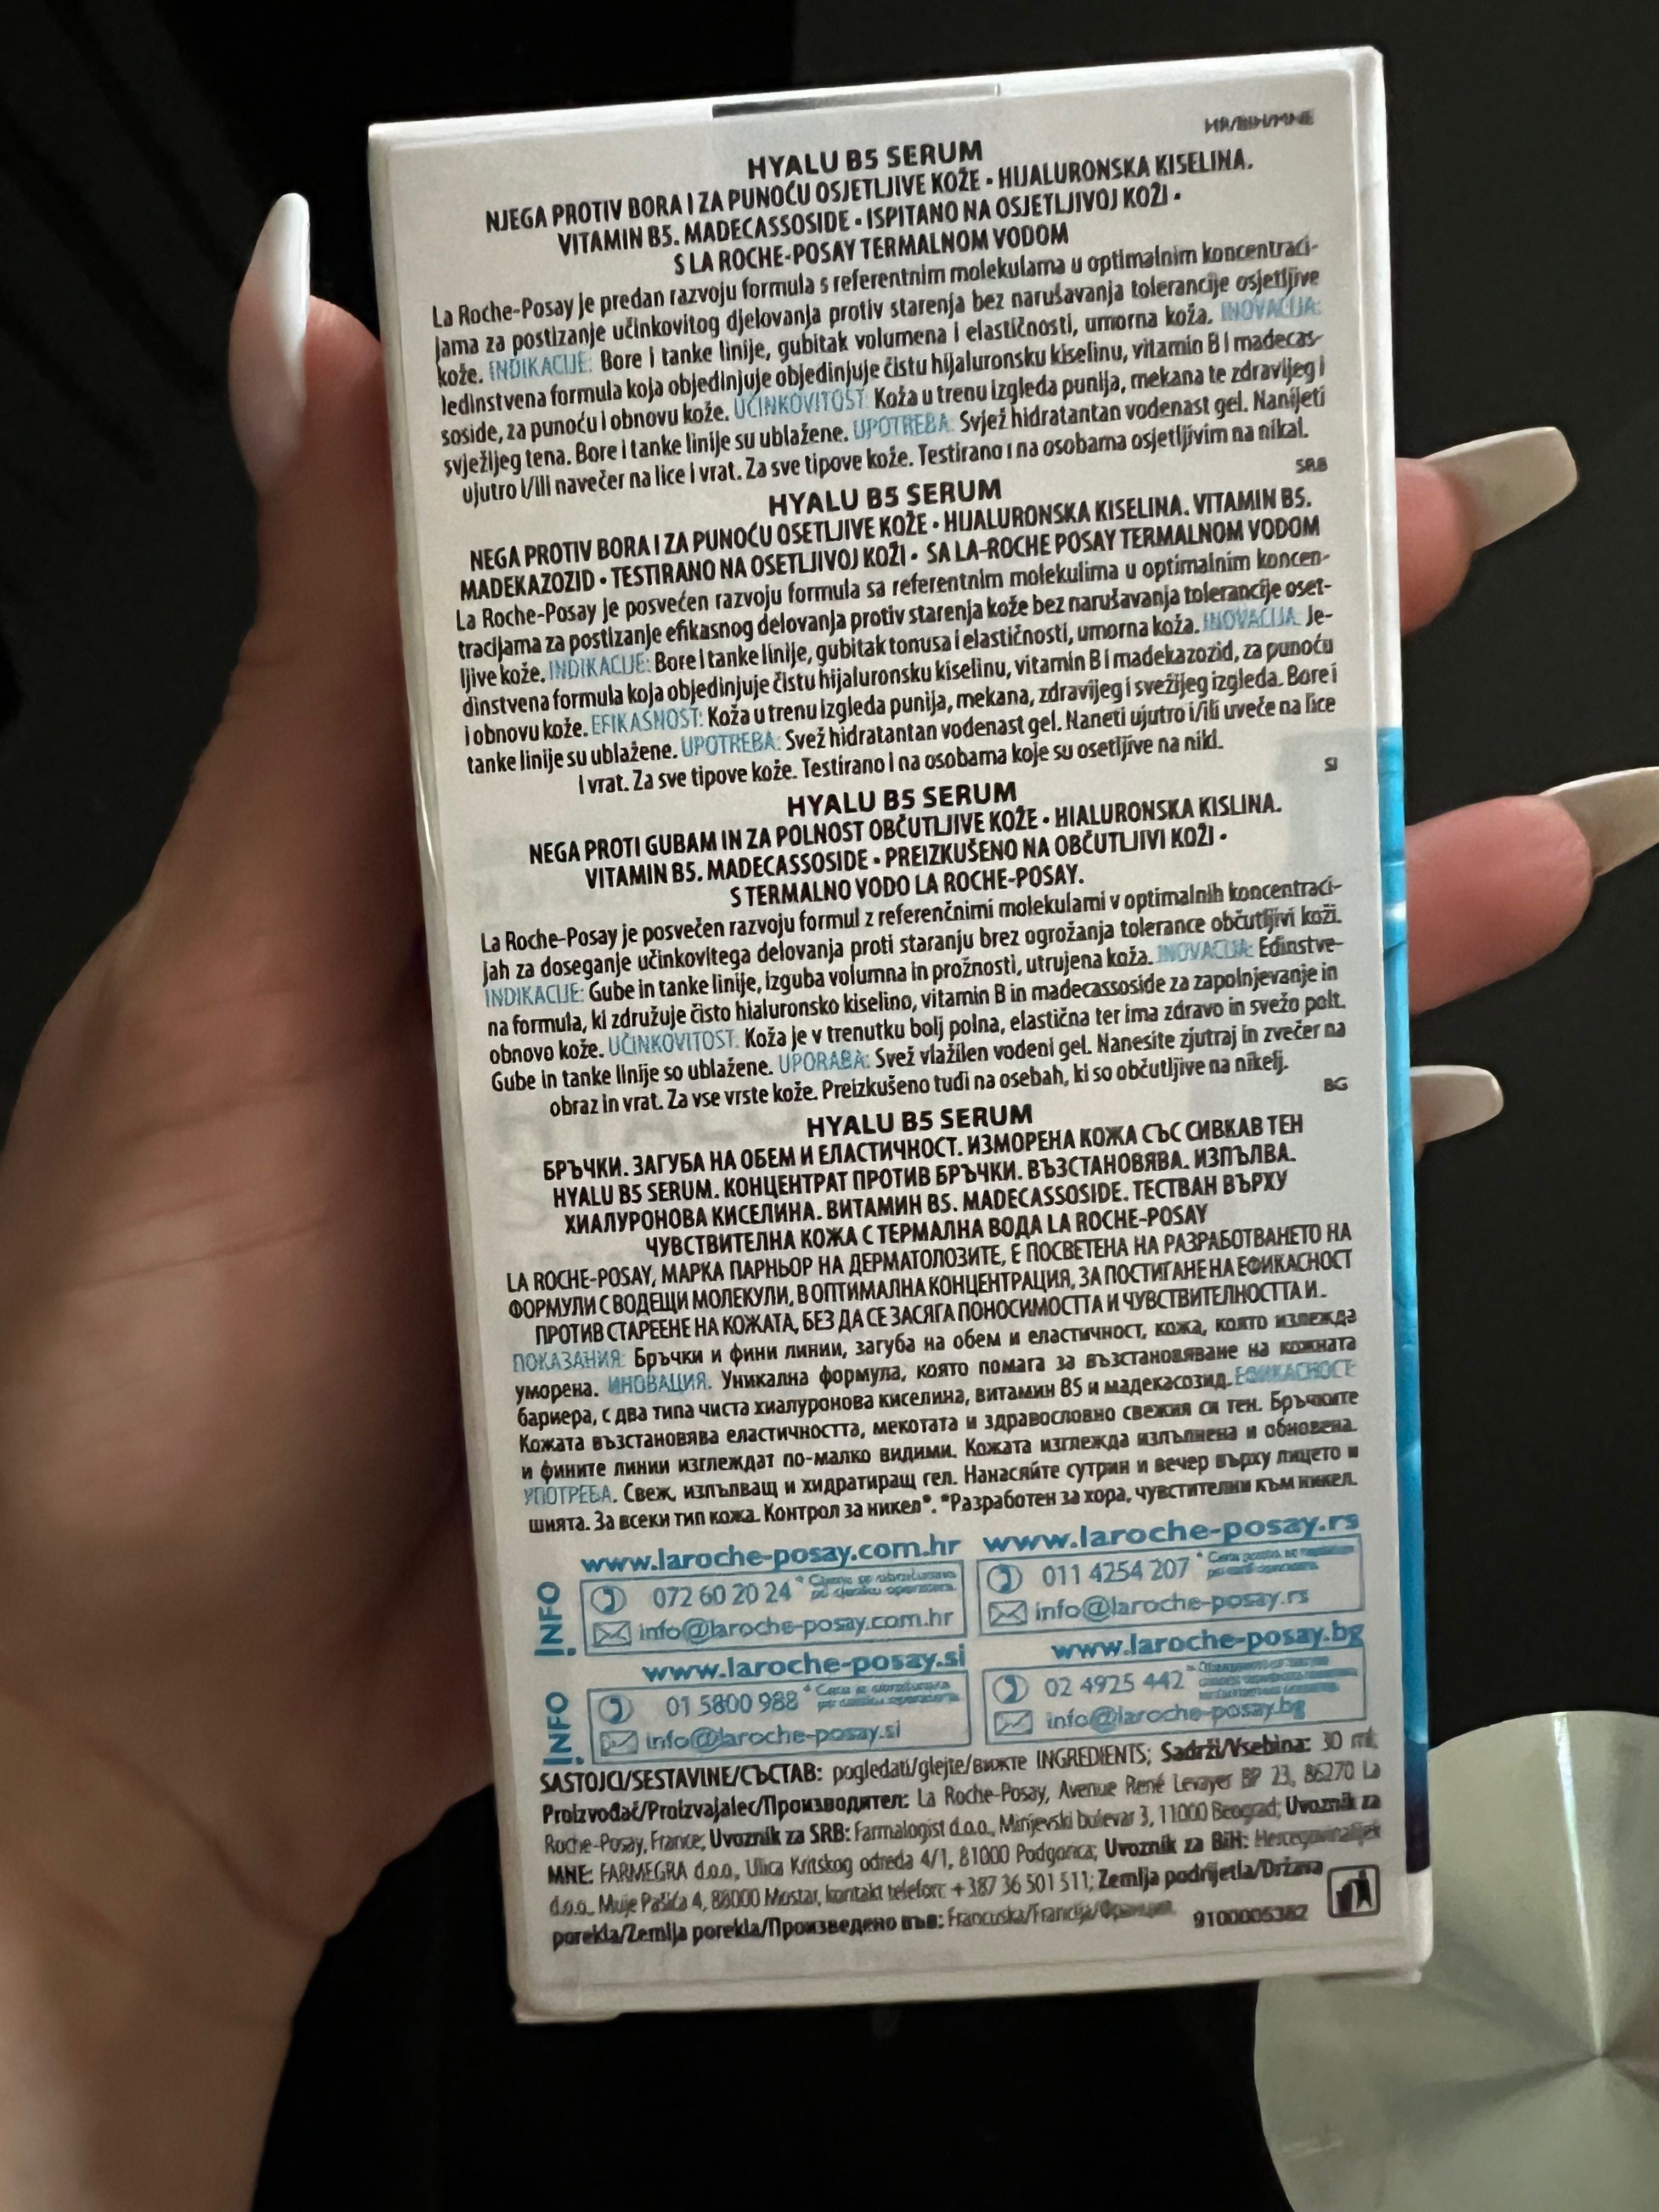 HR/BIH/MNE
HYALU B5 SERUM
NJEGA PROTIV BORA I ZA PUNOĆU OSJETLJIVE KOŽE • HIJALURONSKA KISELINA.
VITAMIN B5. MADECASSOSIDE • ISPITANO NA OSJETLJIVOJ KOŽI •
S LA ROCHE-POSAY TERMALNOM VODOM
La Roche-Posay je predan razvoju formula s referentnim molekulama u optimalnim koncentraci-
jama za postizanje učinkovitog djelovanja protiv starenja bez narušavanja tolerancije osjetljive
kože. INDIKACIJE: Bore i tanke linije, gubitak volumena i elastičnosti, umorna koža. INOVACIJA:
Jedinstvena formula koja objedinjuje objedinjuje čistu hijaluronsku kiselinu, vitamin B i madecas-
soside, za punoću i obnovu kože. UČINKOVITOST: Koža u trenu izgleda punija, mekana te zdravijeg i
svježijeg tena. Bore i tanke linije su ublažene. UPOTREBA: Svjež hidratantan vodenast gel. Nanijeti
ujutro i/ili navečer na lice i vrat. Za sve tipove kože. Testirano i na osobama osjetljivim na nikal.
SRB
HYALU B5 SERUM
NEGA PROTIV BORA I ZA PUNOĆU OSETLJIVE KOŽE • HIJALURONSKA KISELINA. VITAMIN B5.
MADEKAZOZID • TESTIRANO NA OSETLJIVOJ KOŽI • SA LA-ROCHE POSAY TERMALNOM VODOM
La Roche-Posay je posvećen razvoju formula sa referentnim molekulima u optimalnim koncen-
tracijama za postizanje efikasnog delovanja protiv starenja kože bez narušavanja tolerancije oset-
ljive kože. INDIKACIJE: Bore i tanke linije, gubitak tonusa i elastičnosti, umorna koža. INOVACIJA: Je-
dinstvena formula koja objedinjuje čistu hijaluronsku kiselinu, vitamin B i madekazozid, za punoću
i obnovu kože. EFIKASNOST: Koža u trenu izgleda punija, mekana, zdravijeg i svežijeg izgleda. Bore i
tanke linije su ublažene. UPOTREBA: Svež hidratantan vodenast gel. Naneti ujutro i/ili uveče na lice
i vrat. Za sve tipove kože. Testirano i na osobama koje su osetljive na nikl.
SI
HYALU B5 SERUM
NEGA PROTI GUBAM IN ZA POLNOST OBČUTLJIVE KOŽE • HIALURONSKA KISLINA.
VITAMIN B5. MADECASSOSIDE • PREIZKUŠENO NA OBČUTLJIVI KOŽI •
S TERMALNO VODO LA ROCHE-POSAY.
La Roche-Posay je posvečen razvoju formul z referenčnimi molekulami v optimalnih koncentraci-
jah za doseganje učinkovitega delovanja proti staranju brez ogrožanja tolerance občutljivi koži.
INDIKACIJE: Gube in tanke linije, izguba volumna in prožnosti, utrujena koža. INOVACIJA: Edinstve-
na formula, ki združuje čisto hialuronsko kiselino, vitamin B in madecassoside za zapolnjevanje in
obnovo kože. UČINKOVITOST: Koža je v trenutku bolj polna, elastična ter ima zdravo in svežo polt.
Gube in tanke linije so ublažene. UPORABA: Svež vlažilen vodeni gel. Nanesite zjutraj in zvečer na
obraz in vrat. Za vse vrste kože. Preizkušeno tudi na osebah, ki so občutljive na nikelj.
BG
HYALU B5 SERUM
БРЪЧКИ. ЗАГУБА НА ОБЕМ И ЕЛАСТИЧНОСТ. ИЗМОРЕНА КОЖА СЪС СИВКАВ ТЕН
HYALU B5 SERUM. КОНЦЕНТРАТ ПРОТИВ БРЪЧКИ. ВЪЗСТАНОВЯВА. ИЗПЪЛВА.
ХИАЛУРОНОВА КИСЕЛИНА. ВИТАМИН B5. MADECASSOSIDE. ТЕСТВАН ВЪРХУ
ЧУВСТВИТЕЛНА КОЖА С ТЕРМАЛНА ВОДА LA ROCHE-POSAY
LA ROCHE-POSAY, МАРКА ПАРНЬОР НА ДЕРМАТОЛОЗИТЕ, Е ПОСВЕТЕНА НА РАЗРАБОТВАНЕТО НА
ФОРМУЛИ С ВОДЕЩИ МОЛЕКУЛИ, В ОПТИМАЛНА КОНЦЕНТРАЦИЯ, ЗА ПОСТИГАНЕ НА ЕФИКАСНОСТ
ПРОТИВ СТАРЕЕНЕ НА КОЖАТА, БЕЗ ДА СЕ ЗАСЯГА ПОНОСИМОСТТА И ЧУВСТВИТЕЛНОСТТА И.
ПОКАЗАНИЯ: Бръчки и фини линии, загуба на обем и еластичност, кожа, която изглежда
уморена. ИНОВАЦИЯ. Уникална формула, която помага за възстановяване на кожната
бариера, с два типа чиста хиалуронова киселина, витамин B5 и мадекасозид. ЕФИКАСНОСТ:
Кожата възстановява еластичността, мекотата и здравословно свежия си тен. Бръчките
и фините линии изглеждат по-малко видими. Кожата изглежда изпълнена и обновена.
УПОТРЕБА. Свеж, изпълващ и хидратиращ гел. Нанасяйте сутрин и вечер върху лицето и
шията. За всеки тип кожа. Контрол за никел*. *Разработен за хора, чувствителни към никел.
www.laroche-posay.com.hr www.laroche-posay.rs
INFO
072 60 20 24 *
info@laroche-posay.com.hr
011 4254 207 *
info@laroche-posay.rs
www.laroche-posay.si www.laroche-posay.bg
INFO
01 5800 988 *
info@laroche-posay.si
02 4925 442 *
info@laroche-posay.bg
SASTOJCI/SESTAVINE/СЪСТАВ: pogledati/glejte/вижте INGREDIENTS; Sadrži/Vsebina: 30 ml.
Proizvođač/Proizvajalec/Производител: La Roche-Posay, Avenue René Levayer BP 23, 86270 La
Roche-Posay, France; Uvoznik za SRB: Farmalogist d.o.o., Mirijevski bulevar 3, 11000 Beograd; Uvoznik za
MNE: FARMEGRA d.o.o., Ulica Kritskog odreda 4/1, 81000 Podgorica; Uvoznik za BiH: Hercegovinalijek
d.o.o., Muje Pašića 4, 88000 Mostar, kontakt telefon: +387 36 501 511; Zemlja podrijetla/Država
porekla/Zemlja porekla/Произведено във: Francuska/Francija/Франция. 9100005382